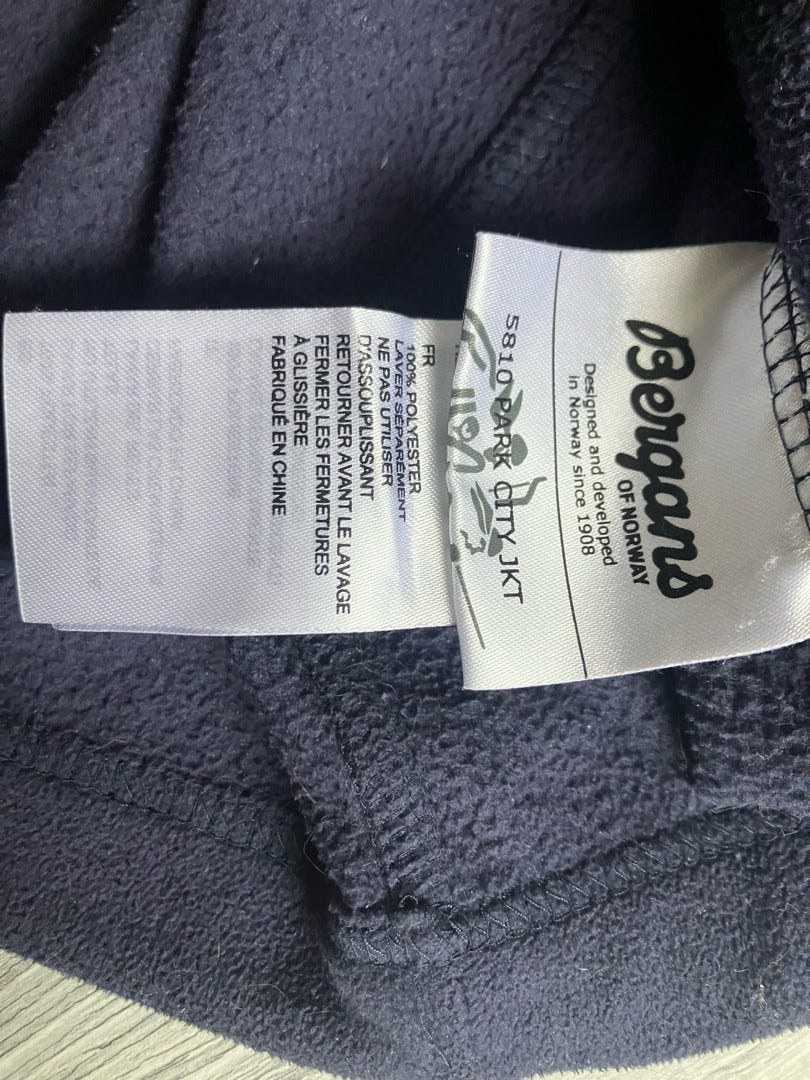 Bergans
OF NORWAY
Designed and developed
in Norway since 1908
5810 PARK CITY JKT
FR
100% POLYESTER
LAVER SÉPARÉMENT
NE PAS UTILISER
D'ASSOUPLISSANT
RETOURNER AVANT LE LAVAGE
FERMER LES FERMETURES
À GLISSIÈRE
FABRIQUÉ EN CHINE